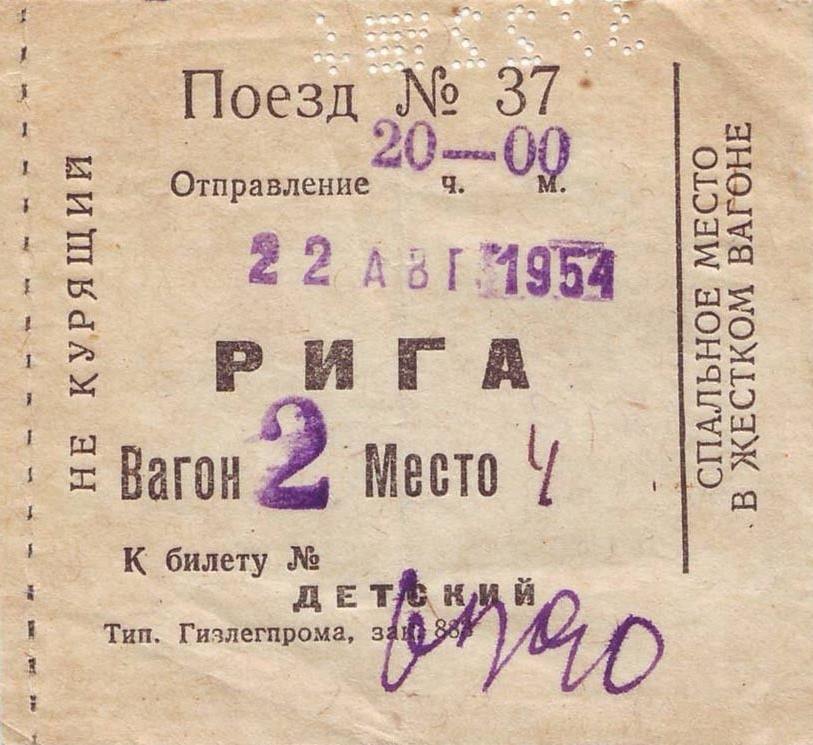 Поезд № 37
20—00
Отправление ч. м.
22 АВГ 1954
РИГА
Вагон 2 Место 4
К билету №
ДЕТСКИЙ
Тип. Гизлегпрома, зак.
НЕ КУРЯЩИЙ
СПАЛЬНОЕ МЕСТО
В ЖЕСТКОМ ВАГОНЕ